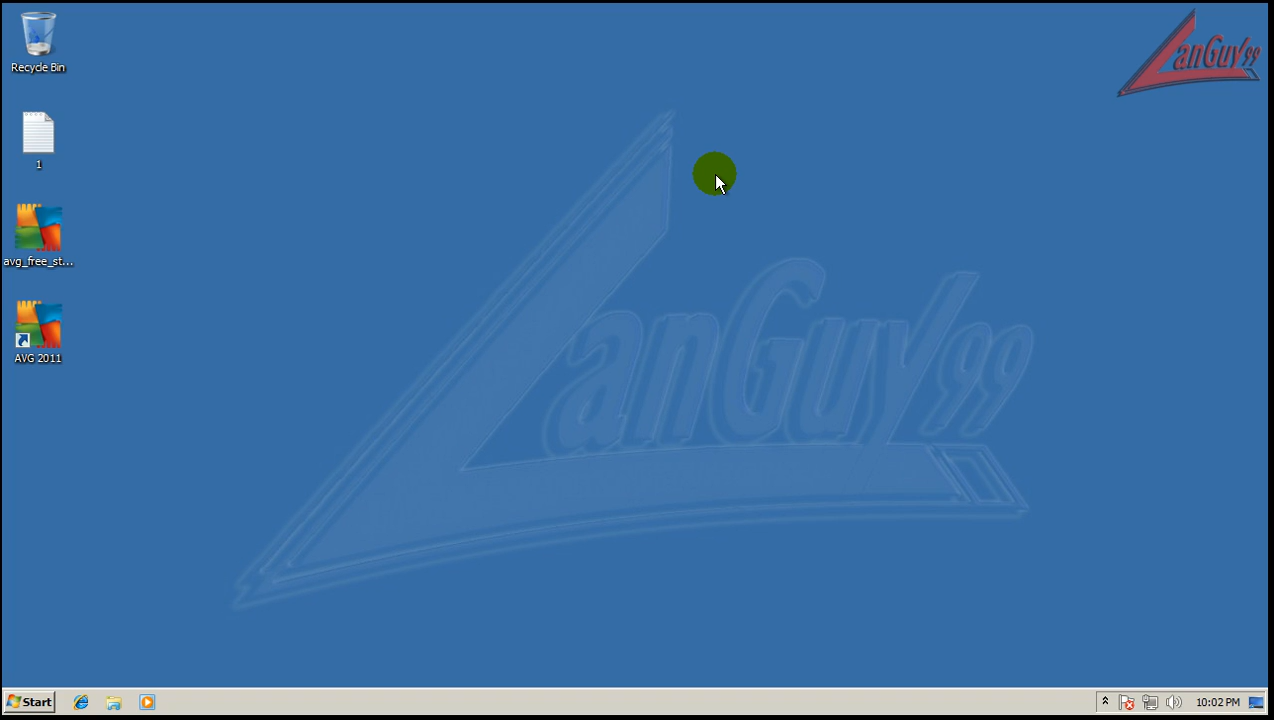 Recycle Bin
LanGuy99
1
avg_free_st...
AVG 2011
LanGuy99
Start
10:02 PM